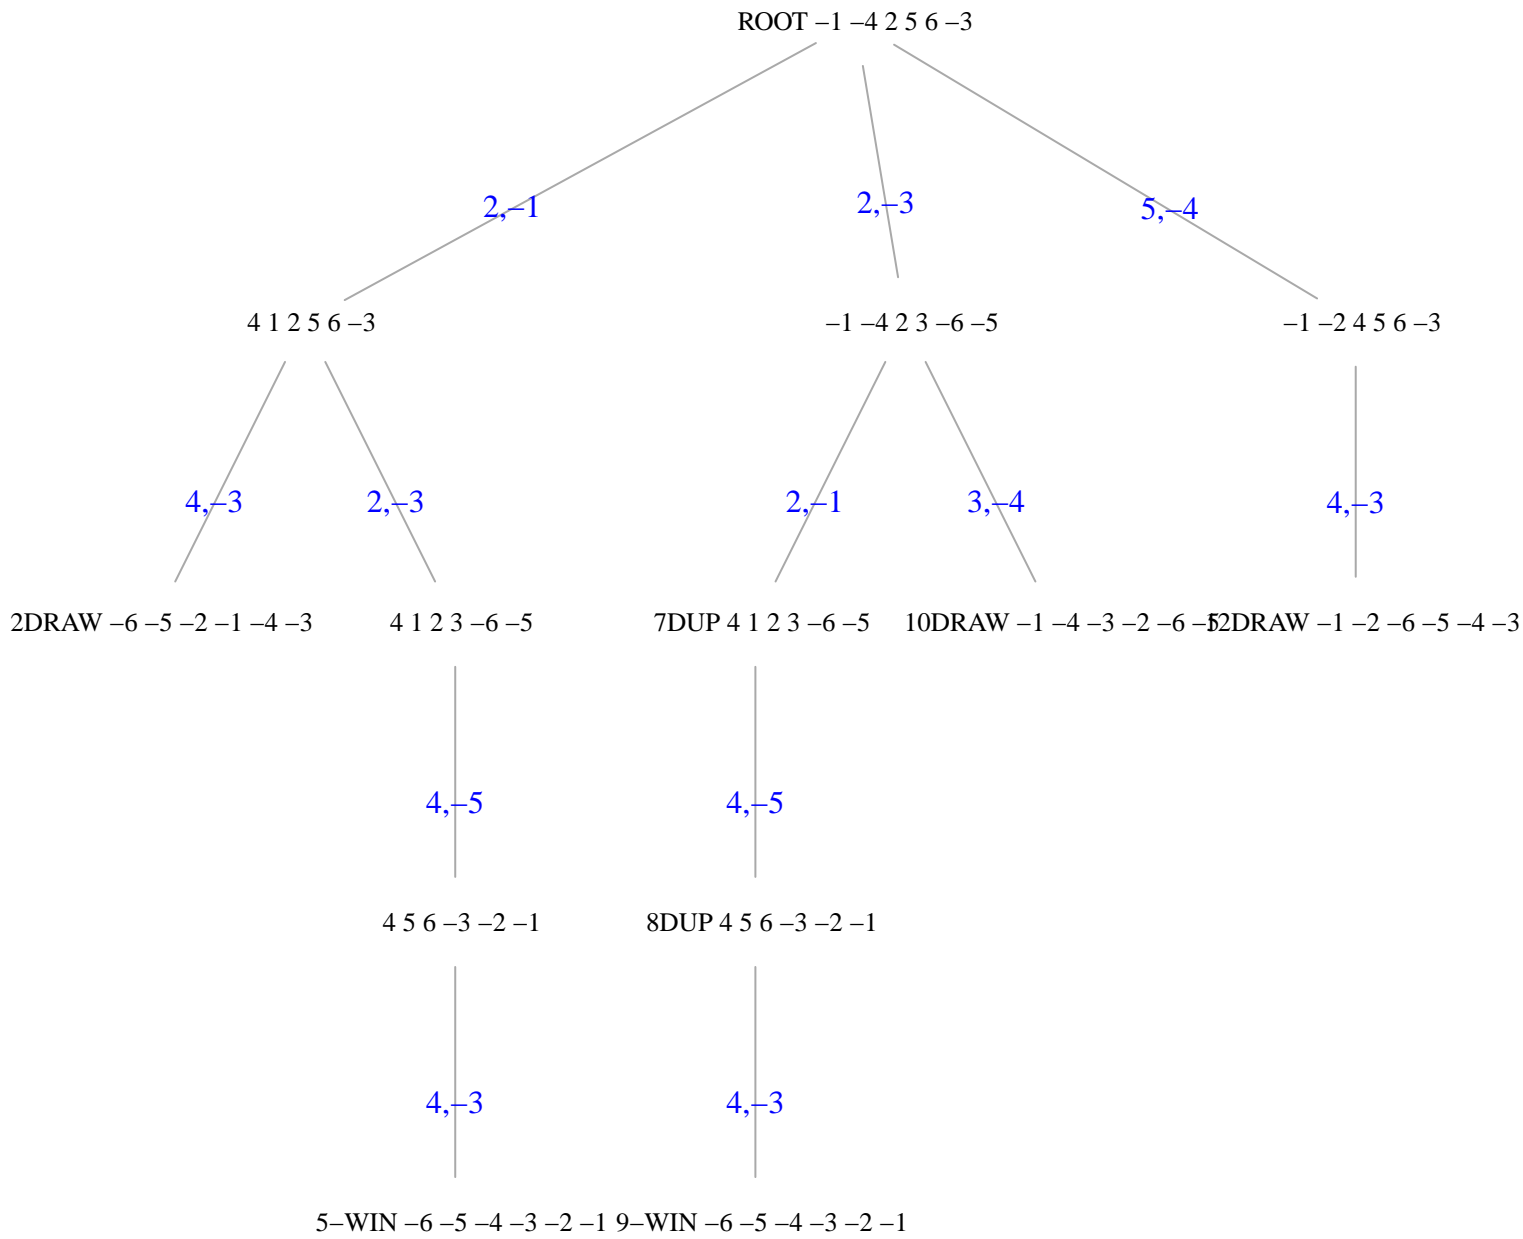 ROOT –1 –4 2 5 6 –3
2,–1
2,–3
5,–4
4 1 2 5 6 –3
–1 –4 2 3 –6 –5
–1 –2 4 5 6 –3
4,–3
2,–3
2,–1
3,–4
4,–3
2DRAW –6 –5 –2 –1 –4 –3
4 1 2 3 –6 –5
7DUP 4 1 2 3 –6 –5
10DRAW –1 –4 –3 –2 –6 –5
12DRAW –1 –2 –6 –5 –4 –3
4,–5
4,–5
4 5 6 –3 –2 –1
8DUP 4 5 6 –3 –2 –1
4,–3
4,–3
5–WIN –6 –5 –4 –3 –2 –1
9–WIN –6 –5 –4 –3 –2 –1